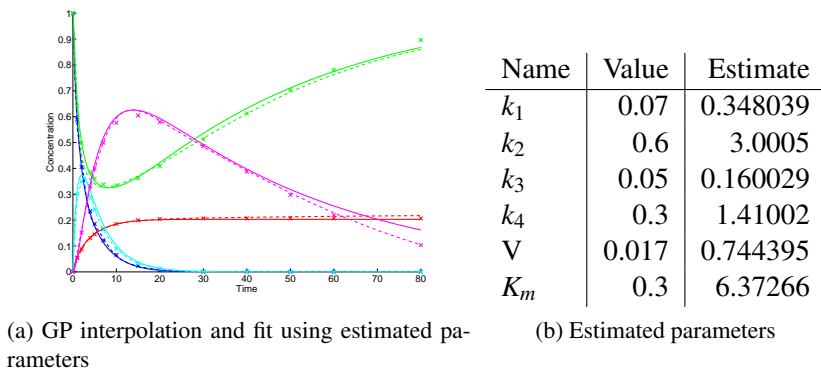 1
0.9
0.8
0.7
0.6
0.5
0.4
0.3
0.2
0.1
0
Concentration
0 10 20 30 40 50 60 70 80
Time
(a) GP interpolation and fit using estimated pa-
rameters
Name Value Estimate
k1 0.07 0.348039
k2 0.6 3.0005
k3 0.05 0.160029
k4 0.3 1.41002
V 0.017 0.744395
Km 0.3 6.37266
(b) Estimated parameters